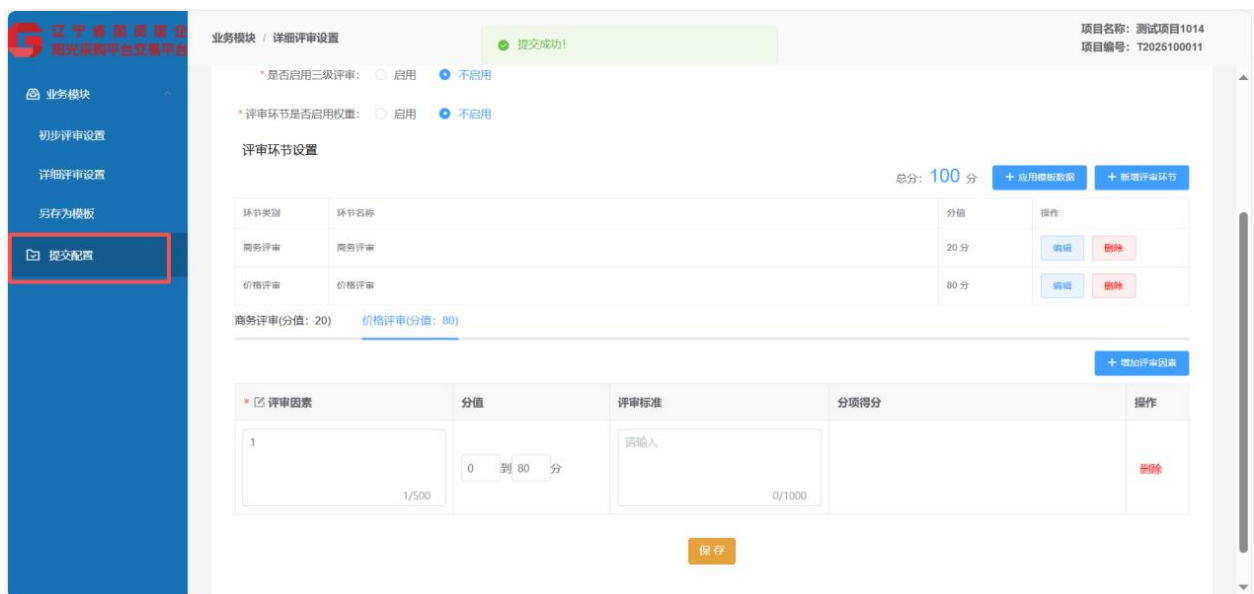 辽宁省国资国企
阳光采购平台交易平台
业务模块 / 详细评审设置
提交成功!
项目名称: 测试项目1014
项目编号: T2025100011
业务模块
初步评审设置
详细评审设置
另存为模板
提交配置
* 是否启用三级评审: 启用 不启用
* 评审环节是否启用权重: 启用 不启用
评审环节设置
总分: 100 分 + 应用模板数据 + 新增评审环节
环节类别 环节名称 分值 操作
商务评审 商务评审 20 分 编辑 删除
价格评审 价格评审 80 分 编辑 删除
商务评审(分值: 20) 价格评审(分值: 80)
+ 增加评审因素
* 评审因素 分值 评审标准 分项得分 操作
1 请输入
0 到 80 分 删除
1/500 0/1000
保存